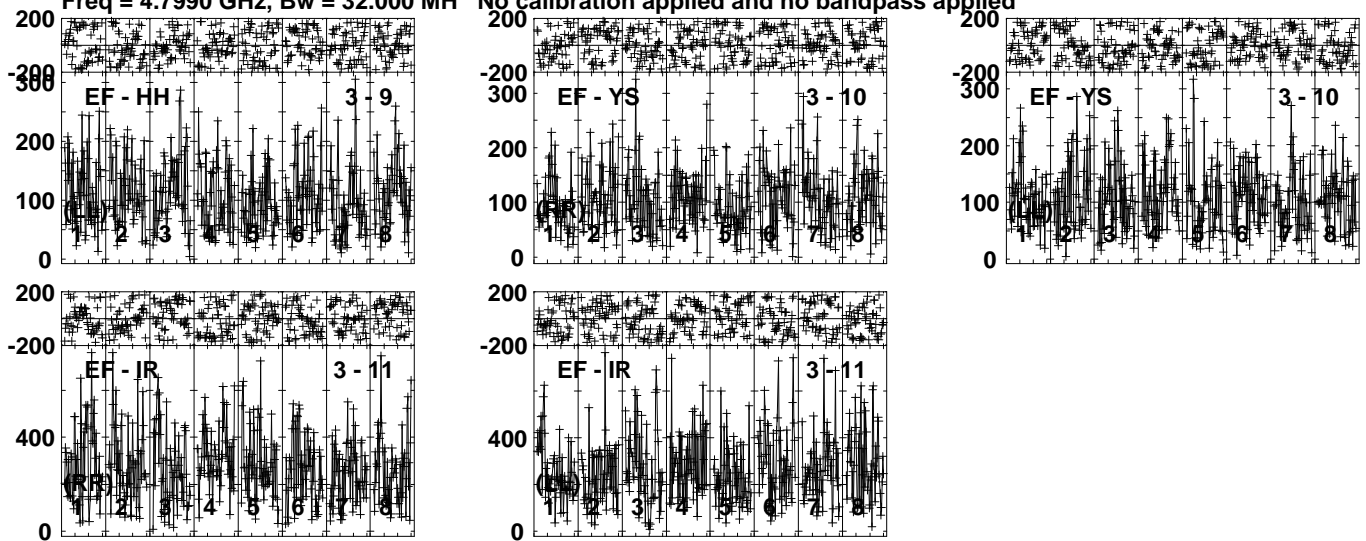 Freq = 4.7990 GHz, Bw = 32.000 MH No calibration applied and no bandpass applied
200
-200
300
200
100
0
EF - HH 3 - 9
(LL)
1 2 3 4 5 6 7 8
200
-200
300
200
100
0
EF - YS 3 - 10
(RR)
1 2 3 4 5 6 7 8
200
-200
300
200
100
0
EF - YS 3 - 10
(LL)
1 2 3 4 5 6 7 8
200
-200
400
0
EF - IR 3 - 11
(RR)
1 2 3 4 5 6 7 8
200
-200
400
0
EF - IR 3 - 11
(LL)
1 2 3 4 5 6 7 8